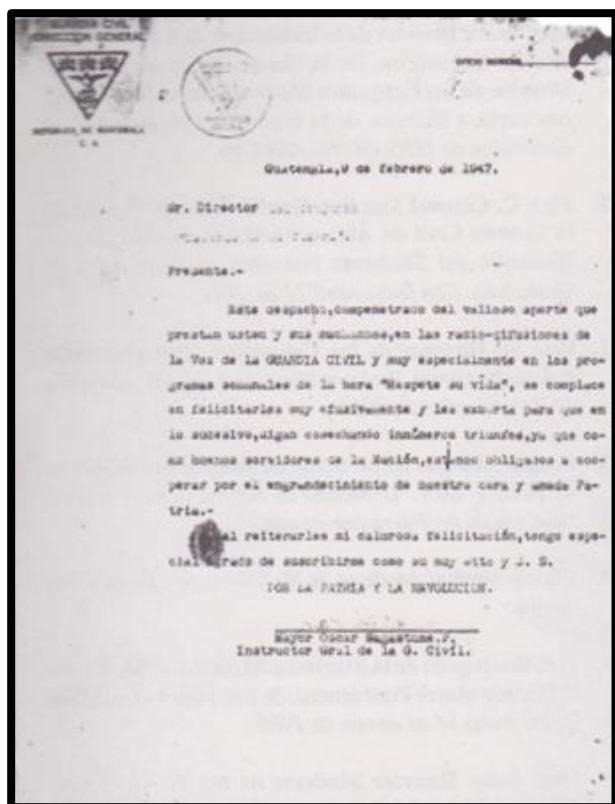 GUARDIA CIVIL
DIRECCION GENERAL
REPUBLICA DE GUATEMALA
C. A.
Guatemala,9 de febrero de 1947.
Sr. Director
Presente.-
Este despacho,compenetrado del valioso aporte que
prestan usted y sus muchachos,en las radio-difusiones de
la Voz de la GUARDIA CIVIL y muy especialmente en los pro-
gramas semanales de la hora "Respete su vida", se complace
en felicitarles muy efusivamente y les exhorta para que en
lo sucesivo,sigan cosechando innúmeros triunfos,ya que co-
mo buenos servidores de la Nación,estamos obligados a coo-
perar por el engrandecimiento de nuestra cara y amada Pa-
tria.-
al reiterarles mi calurosa felicitación,tengo espe-
cial agrado de suscribirme como su muy atto y S. S.
POR LA PATRIA Y LA REVOLUCION.
Mayor Oscar Sagastume.F.
Instructor Gral de la G. Civil.